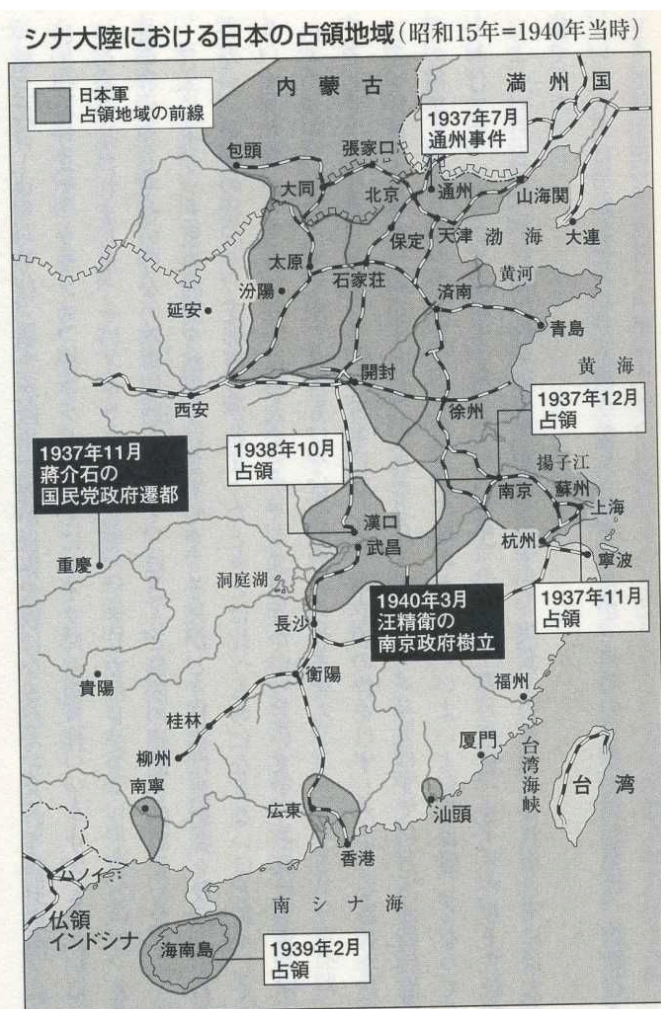 シナ大陸における日本の占領地域(昭和15年=1940年当時)
日本軍
占領地域の前線
内蒙古
満州国
1937年7月
通州事件
包頭
張家口
大同
北京
通州
山海関
保定
天津
渤海
大連
太原
石家荘
黄河
汾陽
済南
延安
青島
開封
黄海
西安
徐州
1937年12月
占領
1937年11月
蔣介石の
国民党政府遷都
1938年10月
占領
揚子江
南京
蘇州
上海
漢口
武昌
杭州
寧波
重慶
洞庭湖
1940年3月
汪精衛の
南京政府樹立
1937年11月
占領
長沙
貴陽
衡陽
福州
桂林
柳州
厦門
台湾海峡
台湾
南寧
広東
汕頭
香港
ハノイ
仏領
インドシナ
南シナ海
海南島
1939年2月
占領